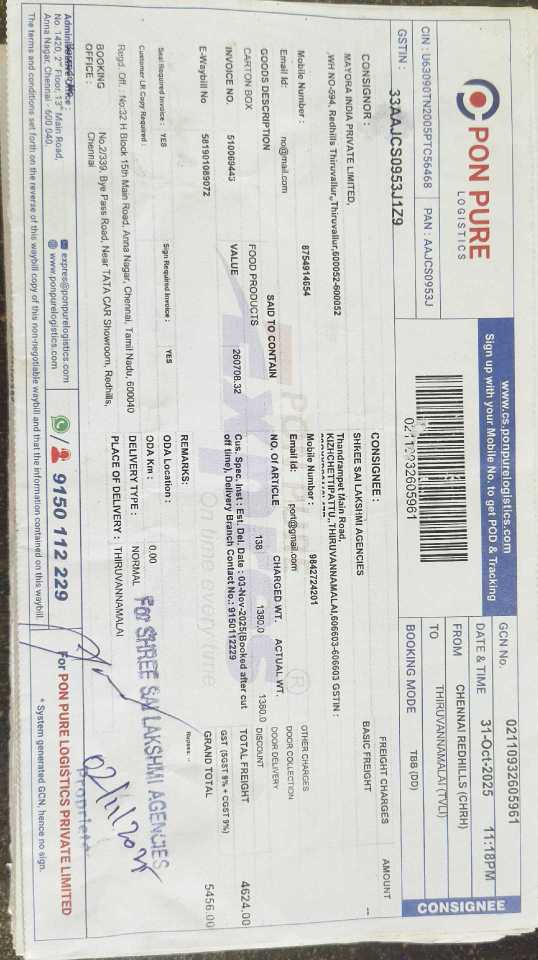 PON PURE
LOGISTICS
CIN : U63090TN2005PTC56468 PAN : AAJCS0953J
GSTIN : 33AAJCS0953J1Z9
www.cs.ponpurelogistics.com
Sign up with your Mobile No. to get POD & Tracking
02110932605961
GCN No. 02110932605961
DATE & TIME 31-Oct-2025 11:18PM
FROM CHENNAI REDHILLS (CHRH)
TO THIRUVANNAMALAI (TVLI)
BOOKING MODE TBB (DD)
CONSIGNEE
CONSIGNOR :
MAYORA INDIA PRIVATE LIMITED,
,WH NO-594, Redhills Thiruvallur,,Thiruvallur,600052-600052
Mobile Number : 8754914654
Email Id: no@mail.com
CONSIGNEE :
SHREE SAI LAKSHMI AGENCIES
Thandrampet Main Road,
KIZHCHETTIPATTU,,THIRUVANNAMALAI,606603-606603 GSTIN :
Mobile Number : 9842724201
Email Id: pon@gmail.com
FREIGHT CHARGES AMOUNT
BASIC FREIGHT --
OTHER CHARGES
DOOR COLLECTION
DOOR DELIVERY
DISCOUNT
TOTAL FREIGHT 4624.00
GST (SGST 9% + CGST 9%)
GRAND TOTAL 5456.00
Rupees: --
GOODS DESCRIPTION SAID TO CONTAIN NO. Of ARTICLE CHARGED WT. ACTUAL WT.
CARTON BOX FOOD PRODUCTS 138 1380.0 1380.0
INVOICE NO. 510069443 VALUE 260708.32
E-Waybill No 581901089072
Cus. Spec. Inst : Est. Del. Date : 03-Nov-2025(Booked after cut
off time), Delivery Branch Contact No.: 9150112229
REMARKS:
Seal Required Invoice : YES Sign Required Invoice : YES
ODA Location :
Customer LR Copy Required :
ODA Km : 0.00
DELIVERY TYPE : NORMAL
PLACE OF DELIVERY : THIRUVANNAMALAI
Regd. Off. : No:32 H Block 15th Main Road, Anna Nagar, Chennai, Tamil Nadu, 600040
BOOKING OFFICE : No.2/339, Bye Pass Road, Near TATA CAR Showroom, Redhills,
Chennai
For SHREE SAI LAKSHMI AGENCIES
02/11/2025
Proprietor
Administrative Office :
No. 1420, 2nd Floor, 13th Main Road,
Anna Nagar, Chennai - 600 040.
expres@ponpurelogistics.com
www.ponpurelogistics.com
9150 112 229
For PON PURE LOGISTICS PRIVATE LIMITED
The terms and conditions set forth on the reverse of this waybill copy of this non-negotiable waybill and that the information contained on this waybill.
* System generated GCN, hence no sign.